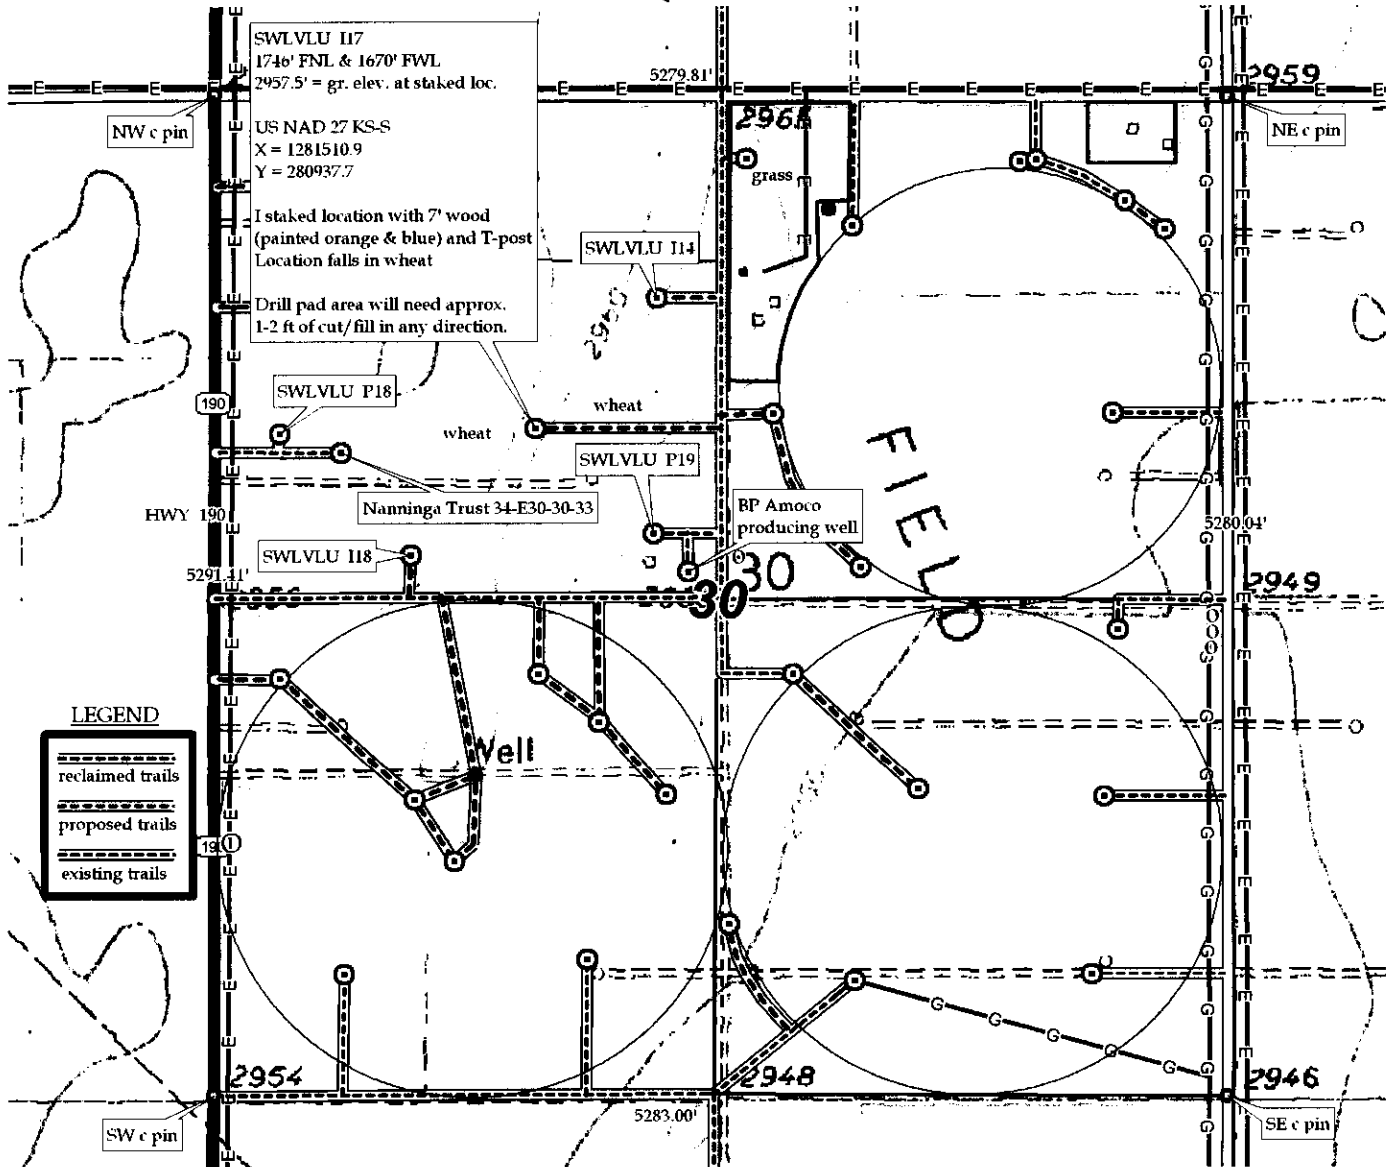 SWLVLU I17
1746' FNL & 1670' FWL
2957.5' = gr. elev. at staked loc.
US NAD 27 KS-S
X = 1281510.9
Y = 280937.7
I staked location with 7' wood
(painted orange & blue) and T-post
Location falls in wheat
Drill pad area will need approx.
1-2 ft of cut/fill in any direction.
5279.81'
2959
NW c pin
NE c pin
grass
SWLVLU I14
SWLVLU P18
190
wheat
wheat
SWLVLU P19
FIELD
HWY 190
Nanninga Trust 34-E30-30-33
BP Amoco
producing well
5280.04'
SWLVLU I18
5291.41'
30
30
2949
LEGEND
reclaimed trails
proposed trails
existing trails
Well
2954
2948
2946
5283.00'
SW c pin
SE c pin